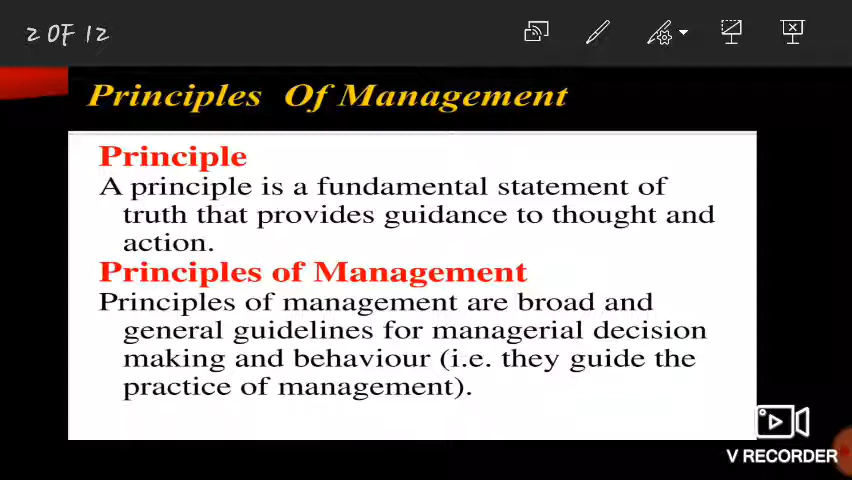 2 OF 12
Principles Of Management
Principle
A principle is a fundamental statement of
truth that provides guidance to thought and
action.
Principles of Management
Principles of management are broad and
general guidelines for managerial decision
making and behaviour (i.e. they guide the
practice of management).
V RECORDER